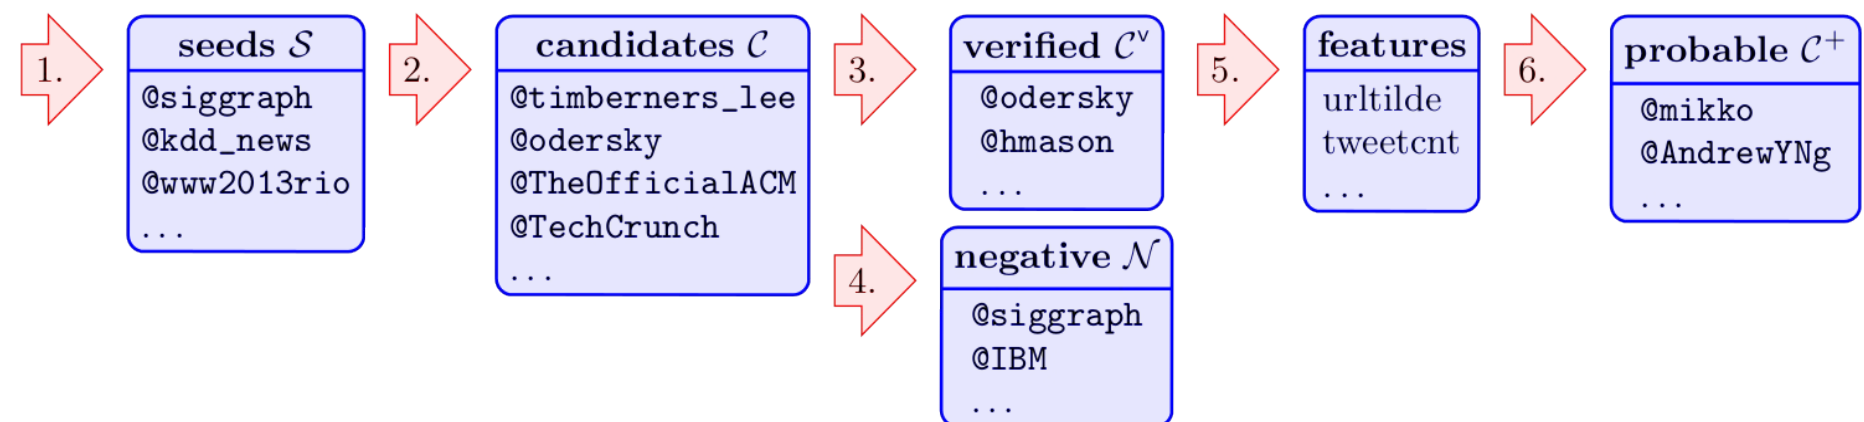 1.
seeds 𝒮
@siggraph
@kdd_news
@www2013rio
...
2.
candidates 𝒞
@timberners_lee
@odersky
@TheOfficialACM
@TechCrunch
...
3.
verified 𝒞ᵛ
@odersky
@hmason
...
4.
negative 𝒩
@siggraph
@IBM
...
5.
features
urltilde
tweetcnt
...
6.
probable 𝒞⁺
@mikko
@AndrewYNg
...